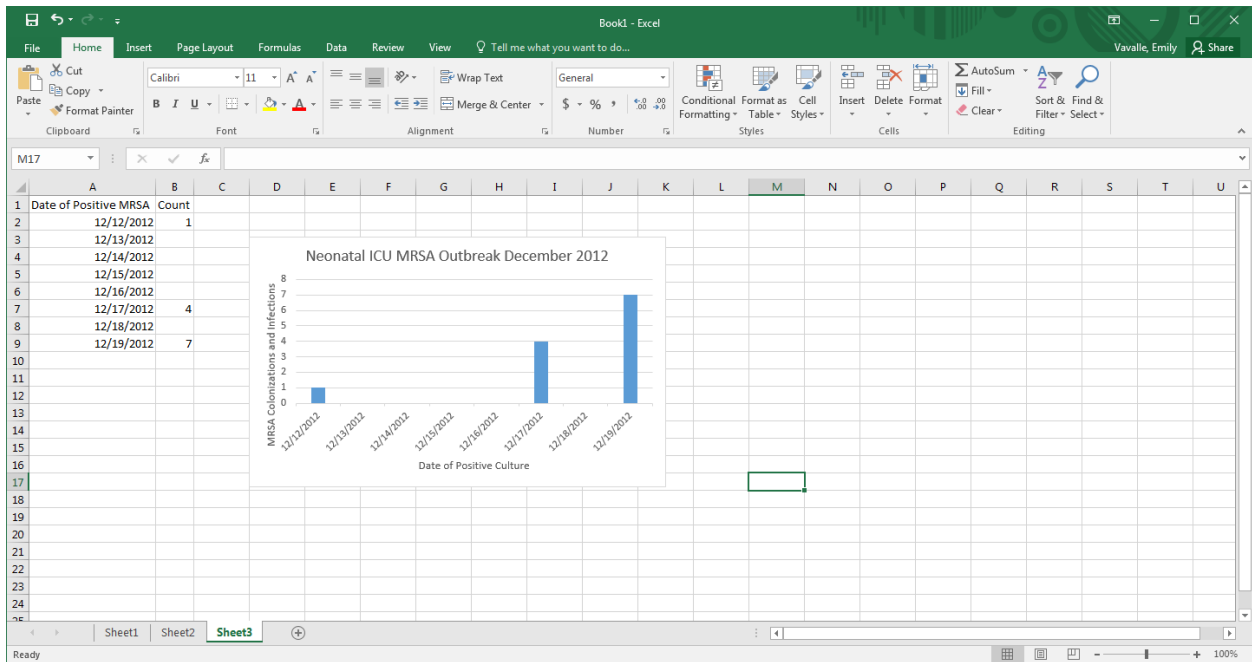 Book1 - Excel
File Home Insert Page Layout Formulas Data Review View Tell me what you want to do... Vavalle, Emily Share
Paste
Cut
Copy
Format Painter
Clipboard
Calibri 11 A A
B I U A
Font
Wrap Text
Merge & Center
Alignment
General
$ % , .0 .00 .00 .0
Number
Conditional Formatting
Format as Table
Cell Styles
Styles
Insert Delete Format
Cells
AutoSum
Fill
Clear
Sort & Filter
Find & Select
Editing
M17 fx
A B C D E F G H I J K L M N O P Q R S T U
1 Date of Positive MRSA Count
2 12/12/2012 1
3 12/13/2012
4 12/14/2012
5 12/15/2012
6 12/16/2012
7 12/17/2012 4
8 12/18/2012
9 12/19/2012 7
10
11
12
13
14
15
16
17
18
19
20
21
22
23
24
25
Neonatal ICU MRSA Outbreak December 2012
MRSA Colonizations and Infections
8
7
6
5
4
3
2
1
0
12/12/2012 12/13/2012 12/14/2012 12/15/2012 12/16/2012 12/17/2012 12/18/2012 12/19/2012
Date of Positive Culture
Sheet1 Sheet2 Sheet3
Ready 100%